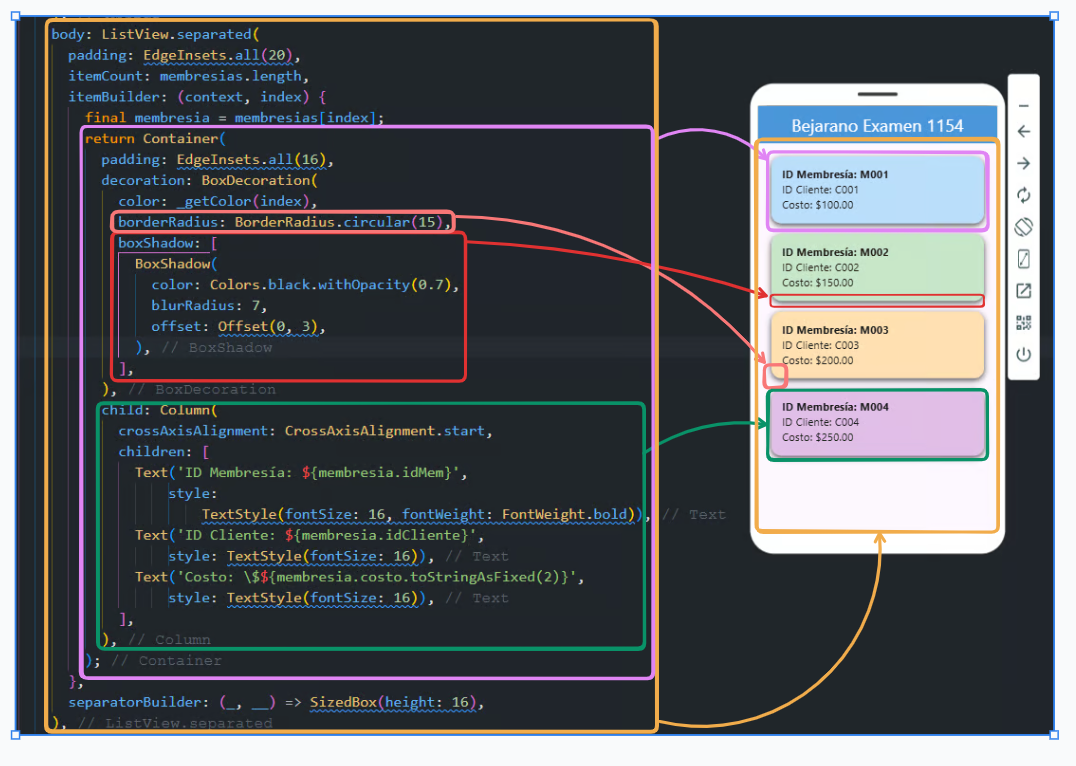 body: ListView.separated(
padding: EdgeInsets.all(20),
itemCount: membresias.length,
itemBuilder: (context, index) {
final membresia = membresias[index];
return Container(
padding: EdgeInsets.all(16),
decoration: BoxDecoration(
color: _getColor(index),
borderRadius: BorderRadius.circular(15),
boxShadow: [
BoxShadow(
color: Colors.black.withOpacity(0.7),
blurRadius: 7,
offset: Offset(0, 3),
), // BoxShadow
],
), // BoxDecoration
child: Column(
crossAxisAlignment: CrossAxisAlignment.start,
children: [
Text('ID Membresía: ${membresia.idMem}',
style:
TextStyle(fontSize: 16, fontWeight: FontWeight.bold)), // Text
Text('ID Cliente: ${membresia.idCliente}',
style: TextStyle(fontSize: 16)), // Text
Text('Costo: \$${membresia.costo.toStringAsFixed(2)}',
style: TextStyle(fontSize: 16)), // Text
],
), // Column
); // Container
},
separatorBuilder: (_, __) => SizedBox(height: 16),
), // ListView.separated
Bejarano Examen 1154
ID Membresía: M001
ID Cliente: C001
Costo: $100.00
ID Membresía: M002
ID Cliente: C002
Costo: $150.00
ID Membresía: M003
ID Cliente: C003
Costo: $200.00
ID Membresía: M004
ID Cliente: C004
Costo: $250.00